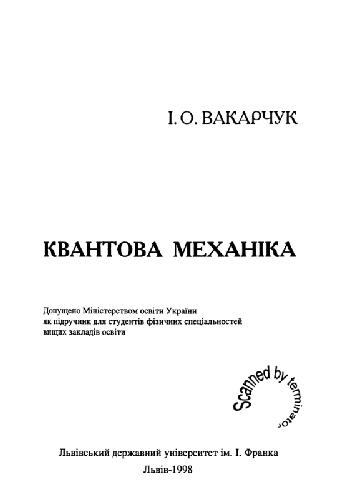 І. О. ВАКАРЧУК
КВАНТОВА МЕХАНІКА
Допущено Міністерством освіти України
як підручник для студентів фізичних спеціальностей
вищих закладів освіти
Scanned by terminator
Львівський державний університет ім. І. Франка
Львів-1998